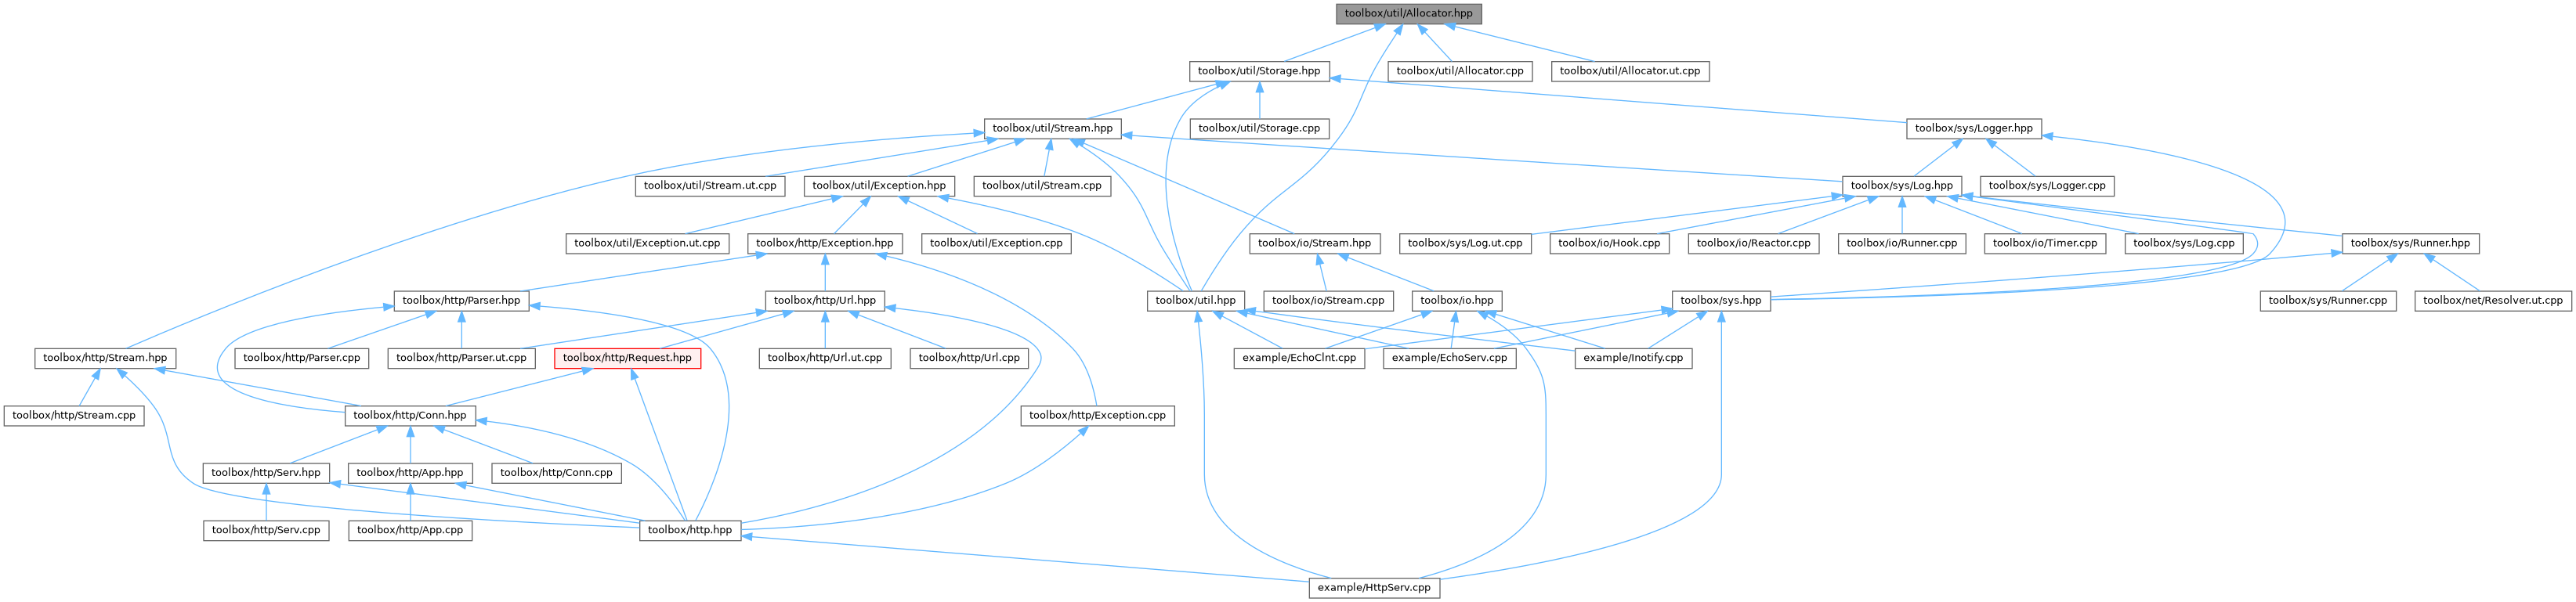 toolbox/util/Allocator.hpp
toolbox/util/Storage.hpp
toolbox/util/Allocator.cpp
toolbox/util/Allocator.ut.cpp
toolbox/util/Stream.hpp
toolbox/util/Storage.cpp
toolbox/sys/Logger.hpp
toolbox/util/Stream.ut.cpp
toolbox/util/Exception.hpp
toolbox/util/Stream.cpp
toolbox/sys/Log.hpp
toolbox/sys/Logger.cpp
toolbox/util/Exception.ut.cpp
toolbox/http/Exception.hpp
toolbox/util/Exception.cpp
toolbox/io/Stream.hpp
toolbox/sys/Log.ut.cpp
toolbox/io/Hook.cpp
toolbox/io/Reactor.cpp
toolbox/io/Runner.cpp
toolbox/io/Timer.cpp
toolbox/sys/Log.cpp
toolbox/sys/Runner.hpp
toolbox/http/Parser.hpp
toolbox/http/Url.hpp
toolbox/util.hpp
toolbox/io/Stream.cpp
toolbox/io.hpp
toolbox/sys.hpp
toolbox/sys/Runner.cpp
toolbox/net/Resolver.ut.cpp
toolbox/http/Stream.hpp
toolbox/http/Parser.cpp
toolbox/http/Parser.ut.cpp
toolbox/http/Request.hpp
toolbox/http/Url.ut.cpp
toolbox/http/Url.cpp
example/EchoClnt.cpp
example/EchoServ.cpp
example/Inotify.cpp
toolbox/http/Stream.cpp
toolbox/http/Conn.hpp
toolbox/http/Exception.cpp
toolbox/http/Serv.hpp
toolbox/http/App.hpp
toolbox/http/Conn.cpp
toolbox/http/Serv.cpp
toolbox/http/App.cpp
toolbox/http.hpp
example/HttpServ.cpp